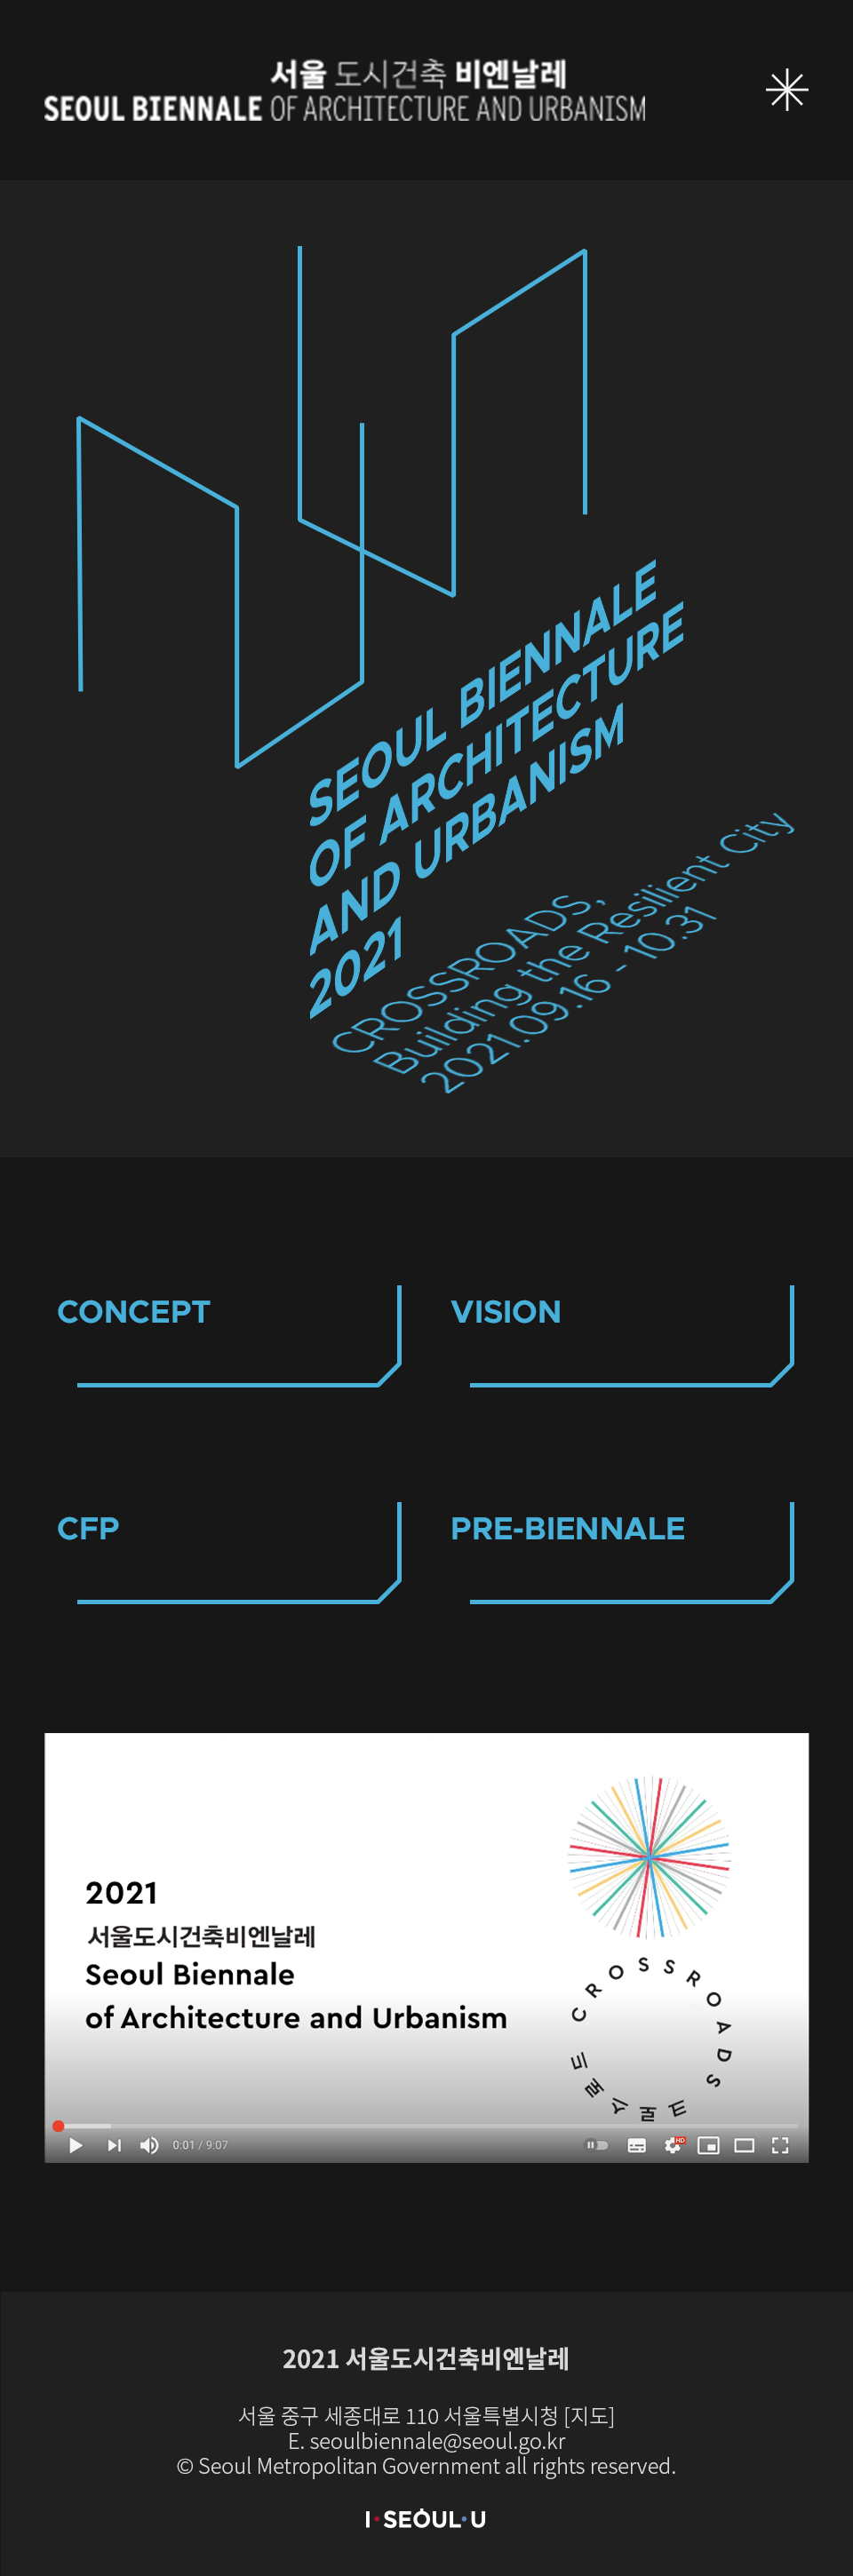 서울 도시건축 비엔날레
SEOUL BIENNALE OF ARCHITECTURE AND URBANISM
SEOUL BIENNALE
OF ARCHITECTURE
AND URBANISM
2021
CROSSROADS,
Building the Resilient City
2021.09.16 - 10.31
CONCEPT
VISION
CFP
PRE-BIENNALE
2021
서울도시건축비엔날레
Seoul Biennale
of Architecture and Urbanism
CROSSROADS
크로스로드
0:01 / 9:07
HD
2021 서울도시건축비엔날레
서울 중구 세종대로 110 서울특별시청 [지도]
E. seoulbiennale@seoul.go.kr
© Seoul Metropolitan Government all rights reserved.
I·SEOUL·U